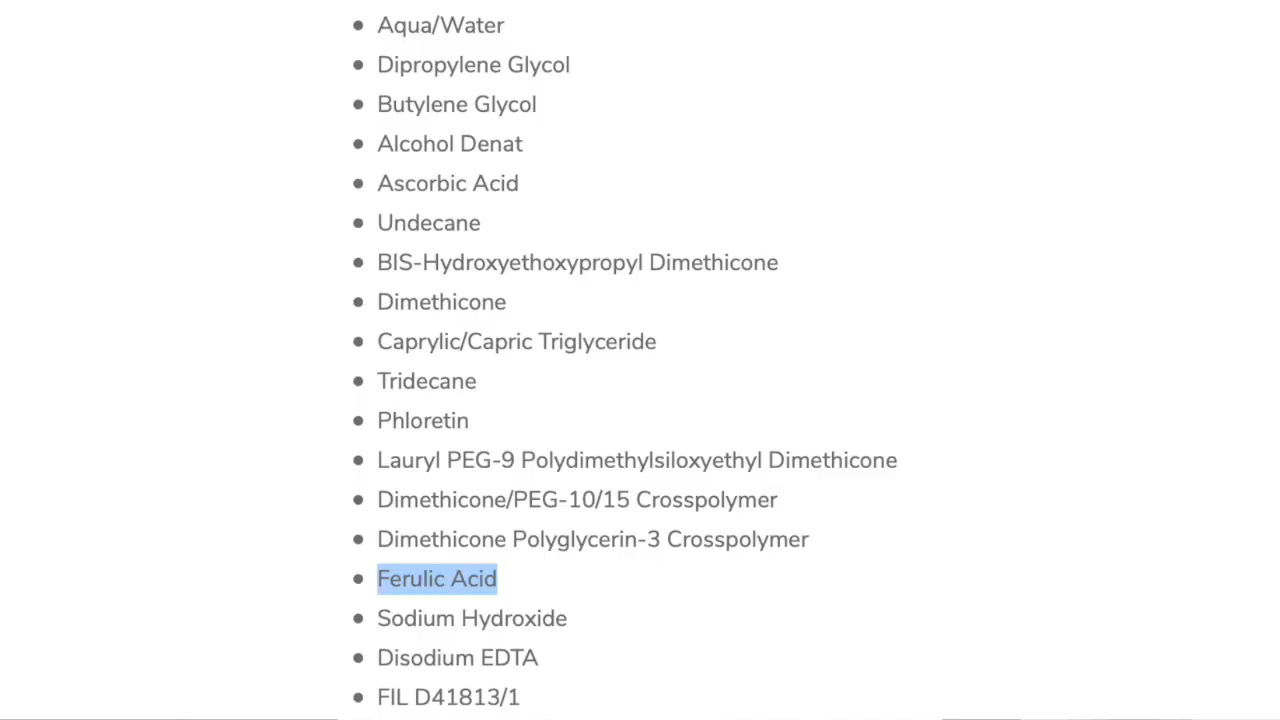 Aqua/Water
Dipropylene Glycol
Butylene Glycol
Alcohol Denat
Ascorbic Acid
Undecane
BIS-Hydroxyethoxypropyl Dimethicone
Dimethicone
Caprylic/Capric Triglyceride
Tridecane
Phloretin
Lauryl PEG-9 Polydimethylsiloxyethyl Dimethicone
Dimethicone/PEG-10/15 Crosspolymer
Dimethicone Polyglycerin-3 Crosspolymer
Ferulic Acid
Sodium Hydroxide
Disodium EDTA
FIL D41813/1